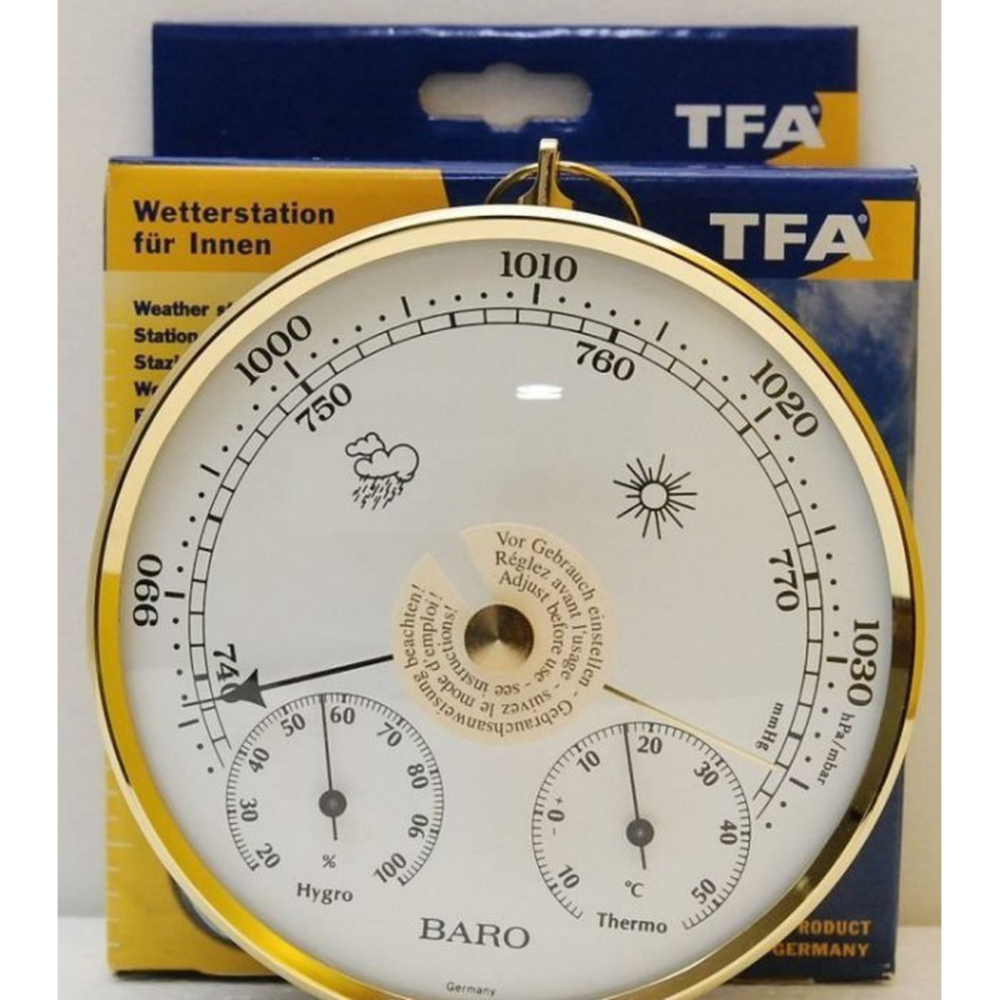 TFA
Wetterstation
für Innen
TFA
Weather
Station
1010
1000
1020
990
1030
hPa/mbar
760
750
770
740
mmHg
Vor Gebrauch einstellen - Gebrauchsanweisung beachten!
Réglez avant l'usage - suivez le mode d'emploi!
Adjust before use - see instructions!
20 30 40 50 60 70 80 90 100
%
Hygro
10 +0- 10 20 30 40 50
°C
Thermo
BARO
Germany
GERMANY